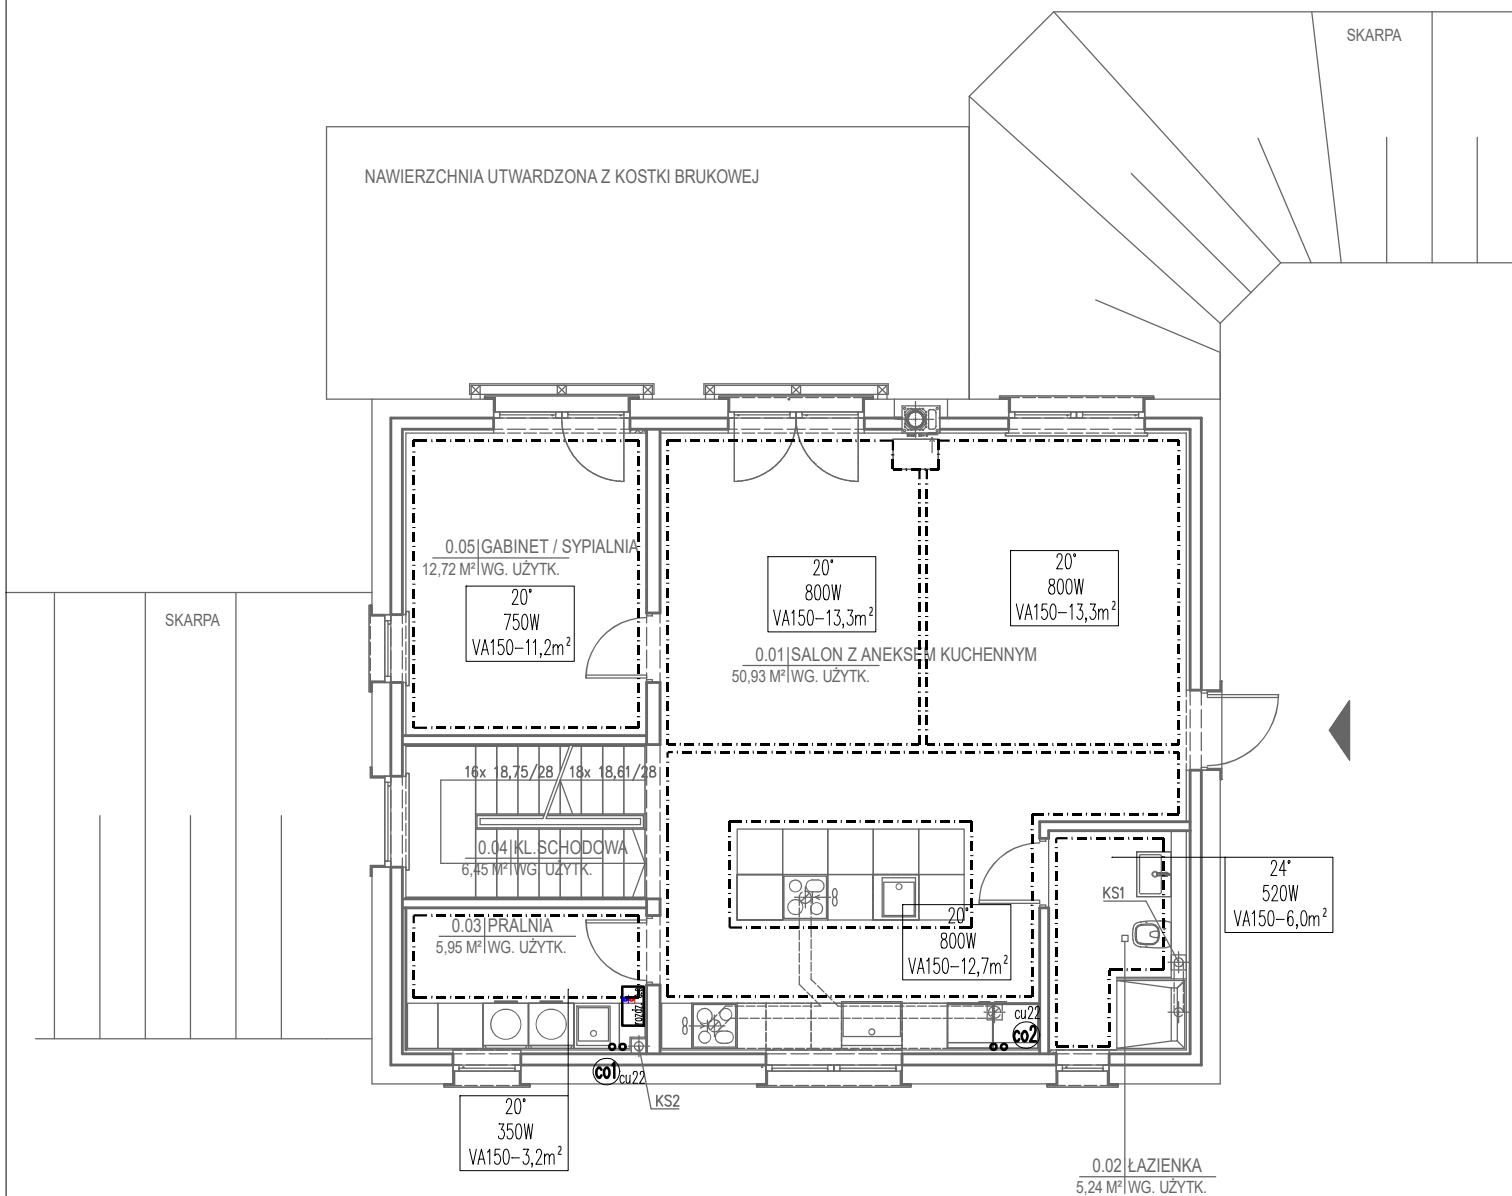 SKARPA
NAWIERZCHNIA UTWARDZONA Z KOSTKI BRUKOWEJ
0.05 GABINET / SYPIALNIA
12,72 M² WG. UŻYTK.
20°
750W
VA150-11,2m²
20°
800W
VA150-13,3m²
20°
800W
VA150-13,3m²
SKARPA
0.01 SALON Z ANEKSEM KUCHENNYM
50,93 M² WG. UŻYTK.
16x 18,75/28 18x 18,61/28
0.04 KL.SCHODOWA
6,45 M² WG. UŻYTK.
24°
520W
VA150-6,0m²
KS1
8
20°
800W
VA150-12,7m²
0.03 PRALNIA
5,95 M² WG. UŻYTK.
8
cu22
co2
co1
cu22
KS2
20°
350W
VA150-3,2m²
0.02 ŁAZIENKA
5,24 M² WG. UŻYTK.